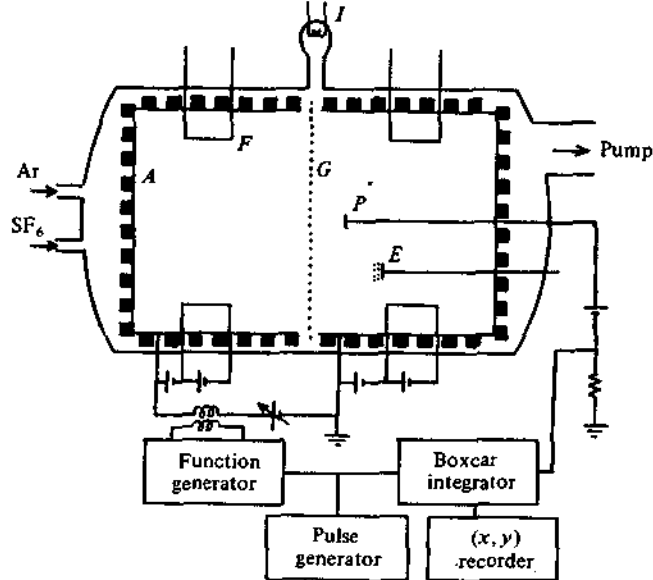 I
F
A
G
Ar
SF₆
Pump
P
E
Function
generator
Boxcar
integrator
Pulse
generator
(x, y)
recorder